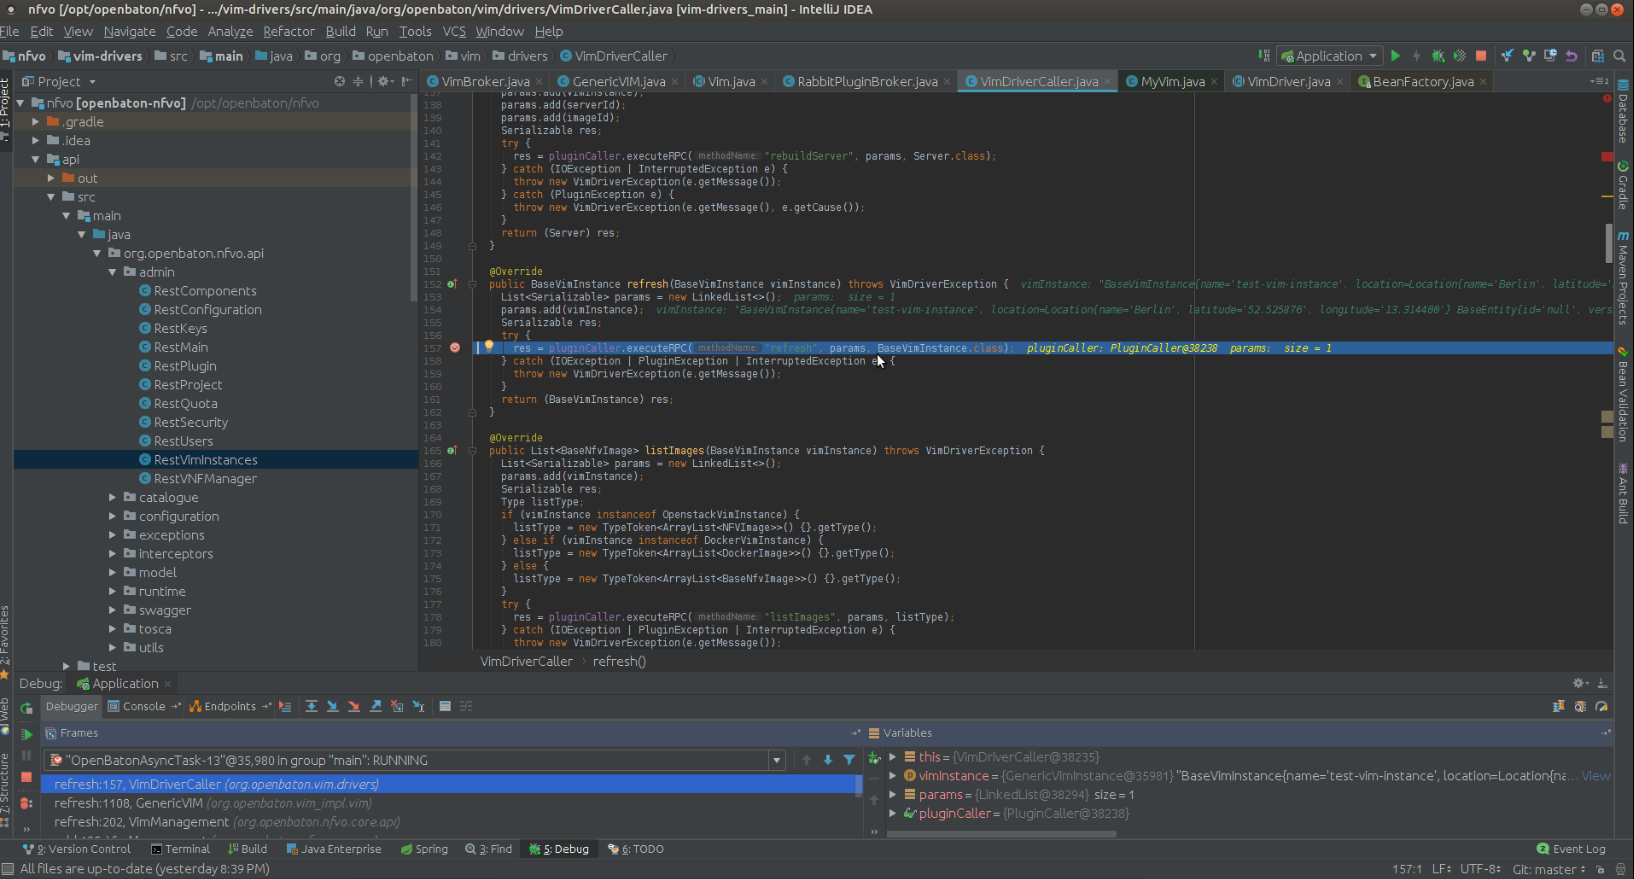 nfvo [/opt/openbaton/nfvo] - .../vim-drivers/src/main/java/org/openbaton/vim/drivers/VimDriverCaller.java [vim-drivers_main] - IntelliJ IDEA
File Edit View Navigate Code Analyze Refactor Build Run Tools VCS Window Help
nfvo vim-drivers src main java org openbaton vim drivers VimDriverCaller
Application
Project
VimBroker.java × GenericVIM.java × Vim.java × RabbitPluginBroker.java × VimDriverCaller.java × MyVim.java × VimDriver.java × BeanFactory.java ×
1: Project
2: Favorites
Web
7: Structure
nfvo [openbaton-nfvo] /opt/openbaton/nfvo
.gradle
.idea
api
out
src
main
java
org.openbaton.nfvo.api
admin
RestComponents
RestConfiguration
RestKeys
RestMain
RestPlugin
RestProject
RestQuota
RestSecurity
RestUsers
RestVimInstances
RestVNFManager
catalogue
configuration
exceptions
interceptors
model
runtime
swagger
tosca
utils
test
137 params.add(vimInstance);
138 params.add(serverId);
139 params.add(imageId);
140 Serializable res;
141 try {
142 res = pluginCaller.executeRPC( methodName: "rebuildServer", params, Server.class);
143 } catch (IOException | InterruptedException e) {
144 throw new VimDriverException(e.getMessage());
145 } catch (PluginException e) {
146 throw new VimDriverException(e.getMessage(), e.getCause());
147 }
148 return (Server) res;
149 }
150
151 @Override
152 public BaseVimInstance refresh(BaseVimInstance vimInstance) throws VimDriverException { vimInstance: "BaseVimInstance{name='test-vim-instance', location=Location{name='Berlin', latitude='
153 List<Serializable> params = new LinkedList<>(); params: size = 1
154 params.add(vimInstance); vimInstance: "BaseVimInstance{name='test-vim-instance', location=Location{name='Berlin', latitude='52.525876', longitude='13.314400'} BaseEntity{id='null', vers
155 Serializable res;
156 try {
157 res = pluginCaller.executeRPC( methodName: "refresh", params, BaseVimInstance.class); pluginCaller: PluginCaller@38238 params: size = 1
158 } catch (IOException | PluginException | InterruptedException e) {
159 throw new VimDriverException(e.getMessage());
160 }
161 return (BaseVimInstance) res;
162 }
163
164 @Override
165 public List<BaseNfvImage> listImages(BaseVimInstance vimInstance) throws VimDriverException {
166 List<Serializable> params = new LinkedList<>();
167 params.add(vimInstance);
168 Serializable res;
169 Type listType;
170 if (vimInstance instanceof OpenstackVimInstance) {
171 listType = new TypeToken<ArrayList<NFVImage>>() {}.getType();
172 } else if (vimInstance instanceof DockerVimInstance) {
173 listType = new TypeToken<ArrayList<DockerImage>>() {}.getType();
174 } else {
175 listType = new TypeToken<ArrayList<BaseNfvImage>>() {}.getType();
176 }
177 try {
178 res = pluginCaller.executeRPC( methodName: "listImages", params, listType);
179 } catch (IOException | PluginException | InterruptedException e) {
180 throw new VimDriverException(e.getMessage());
VimDriverCaller › refresh()
Database
Gradle
Maven Projects
Bean Validation
Ant Build
Debug: Application ×
Debugger Console Endpoints
Frames
"OpenBatonAsyncTask-13"@35,980 in group "main": RUNNING
refresh:157, VimDriverCaller (org.openbaton.vim.drivers)
refresh:1108, GenericVIM (org.openbaton.vim_impl.vim)
refresh:202, VimManagement (org.openbaton.nfvo.core.api)
Variables
this = {VimDriverCaller@38235}
vimInstance = {GenericVimInstance@35981} "BaseVimInstance{name='test-vim-instance', location=Location{na... View
params = {LinkedList@38294} size = 1
pluginCaller = {PluginCaller@38238}
9: Version Control Terminal Build Java Enterprise Spring 3: Find 5: Debug 6: TODO 2 Event Log
All files are up-to-date (yesterday 8:39 PM) 157:1 LF÷ UTF-8÷ Git: master÷